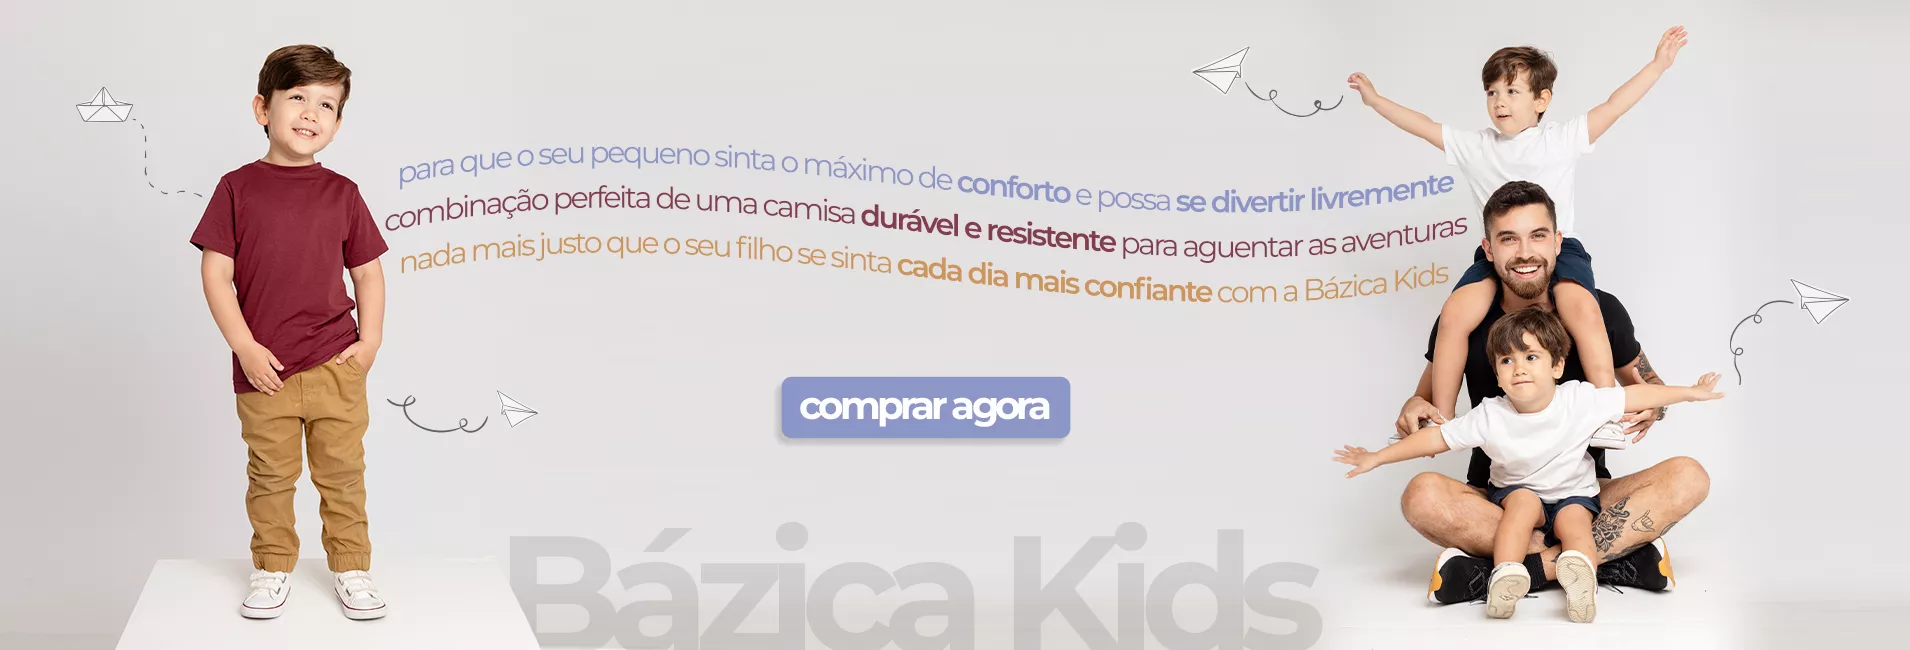 para que o seu pequeno sinta o máximo de conforto e possa se divertir livremente
combinação perfeita de uma camisa durável e resistente para aguentar as aventuras
nada mais justo que o seu filho se sinta cada dia mais confiante com a Bázica Kids
comprar agora
Bázica Kids